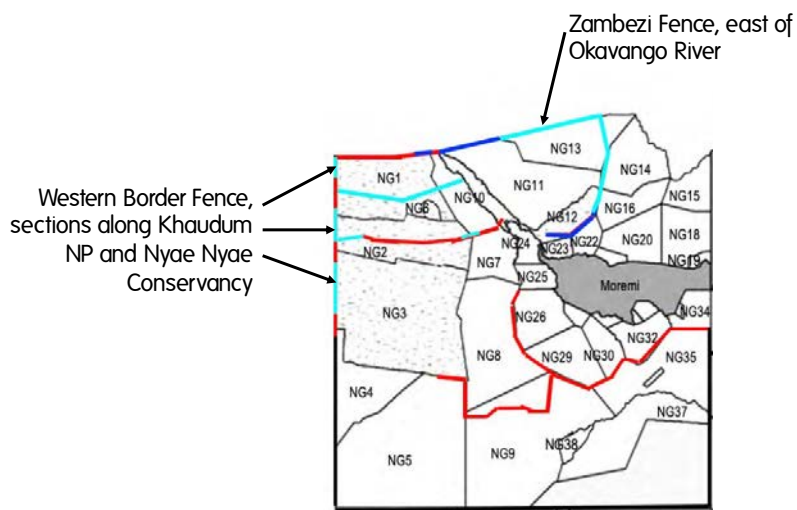 Zambezi Fence, east of
Okavango River
Western Border Fence,
sections along Khaudum
NP and Nyae Nyae
Conservancy
NG13
NG14
NG1
NG11
NG15
NG10
NG6
NG12
NG16
NG18
NG20
NG24
NG23
NG22
NG2
NG7
NG19
NG25
Moremi
NG3
NG26
NG34
NG32
NG35
NG8
NG29
NG30
NG4
NG37
NG38
NG5
NG9